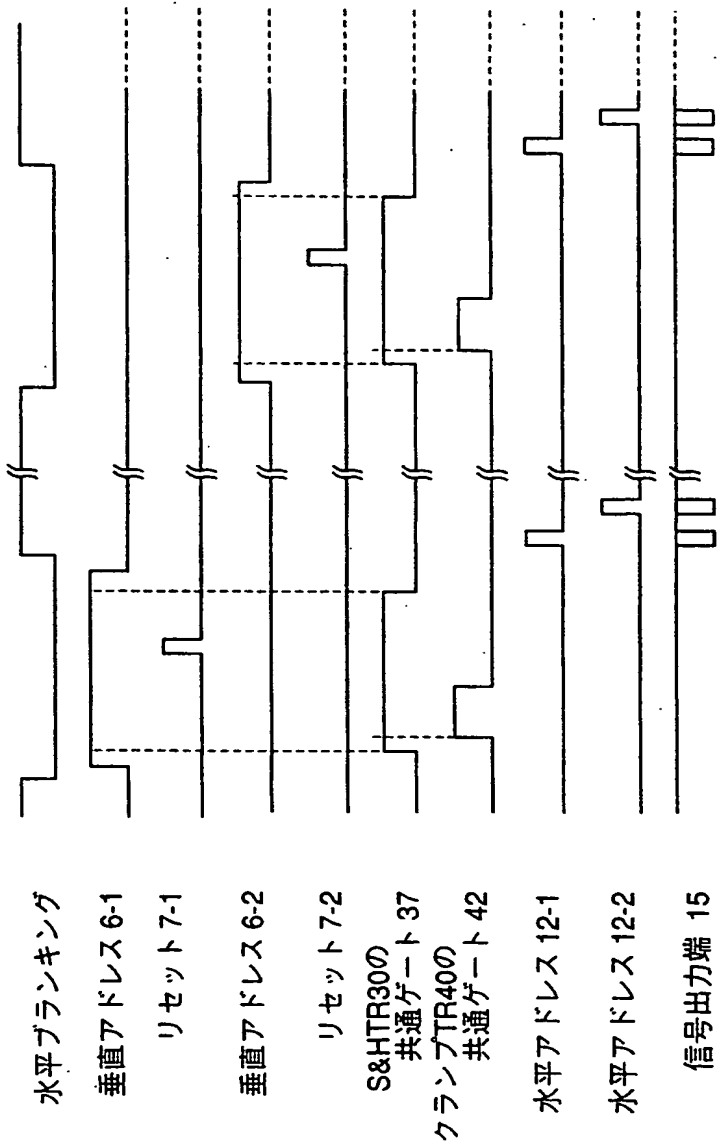 水平ブランキング
垂直アドレス 6-1
リセット 7-1
垂直アドレス 6-2
リセット 7-2
S&HTR30の
共通ゲート 37
クランプTR40の
共通ゲート 42
水平アドレス 12-1
水平アドレス 12-2
信号出力端 15